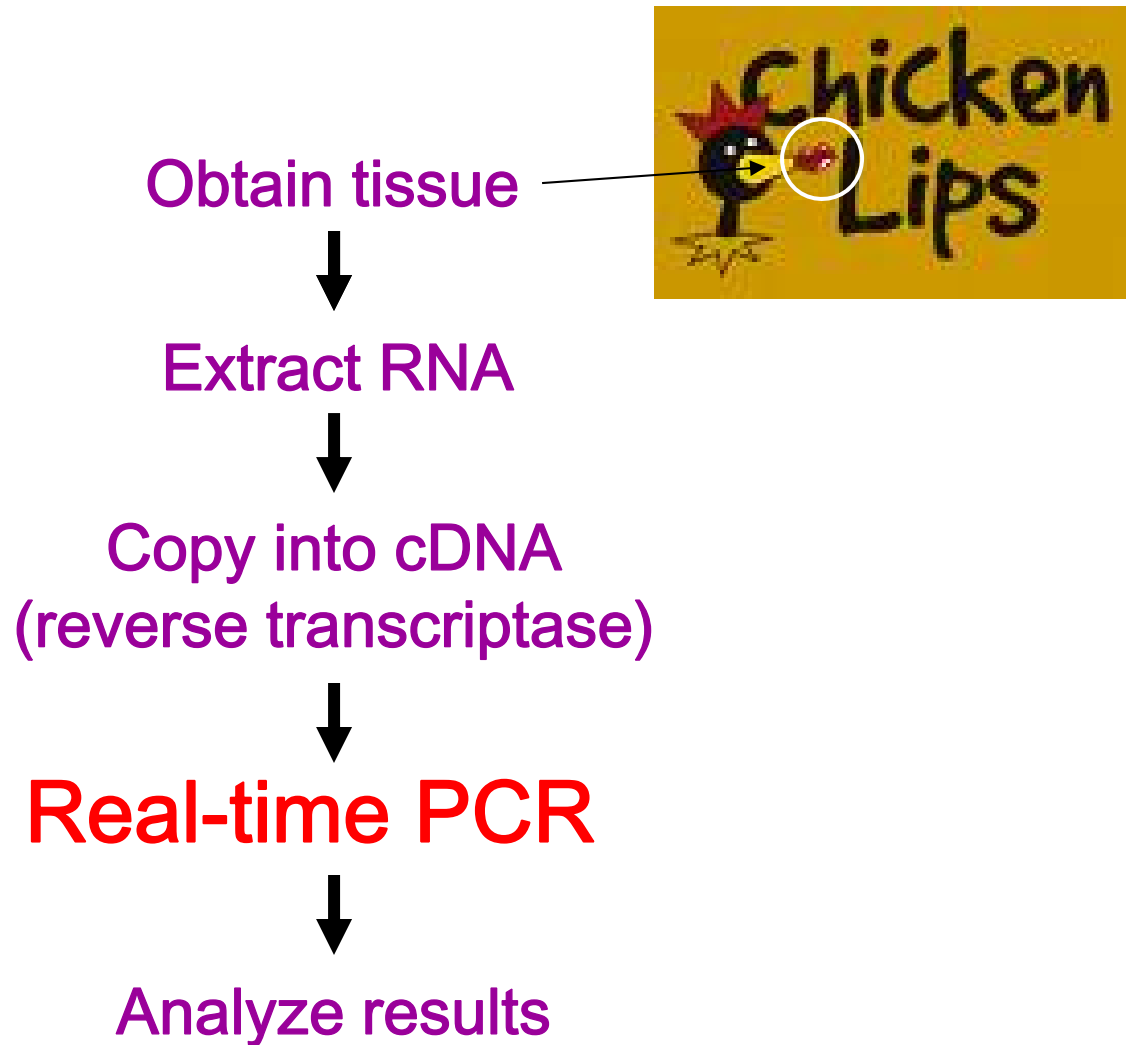 Chicken
Lips
Obtain tissue
Extract RNA
Copy into cDNA
(reverse transcriptase)
Real-time PCR
Analyze results